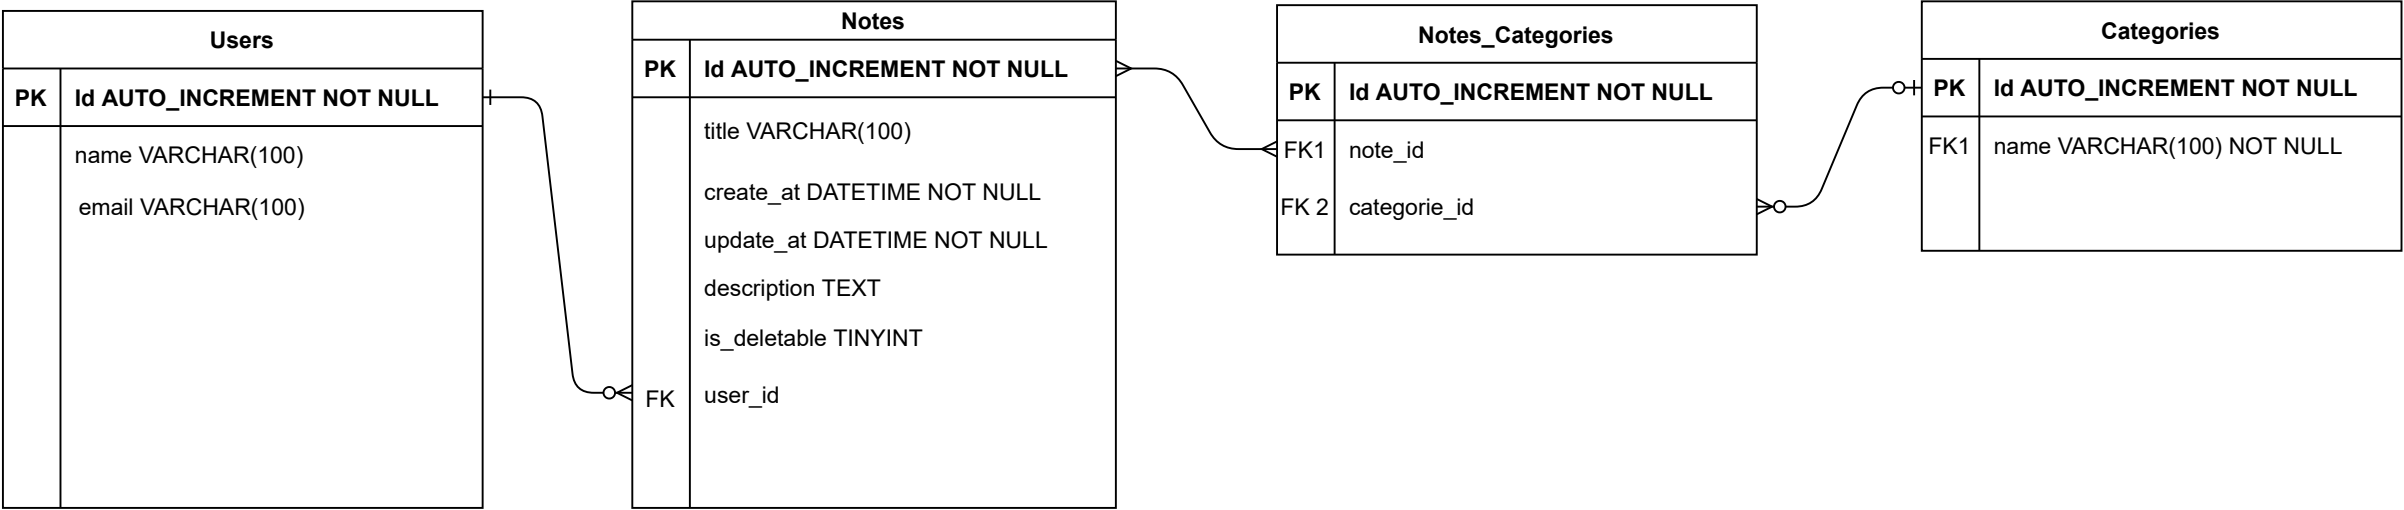 Users
PK Id AUTO_INCREMENT NOT NULL
name VARCHAR(100)
email VARCHAR(100)
Notes
PK Id AUTO_INCREMENT NOT NULL
title VARCHAR(100)
create_at DATETIME NOT NULL
update_at DATETIME NOT NULL
description TEXT
is_deletable TINYINT
FK user_id
Notes_Categories
PK Id AUTO_INCREMENT NOT NULL
FK1 note_id
FK 2 categorie_id
Categories
PK Id AUTO_INCREMENT NOT NULL
FK1 name VARCHAR(100) NOT NULL